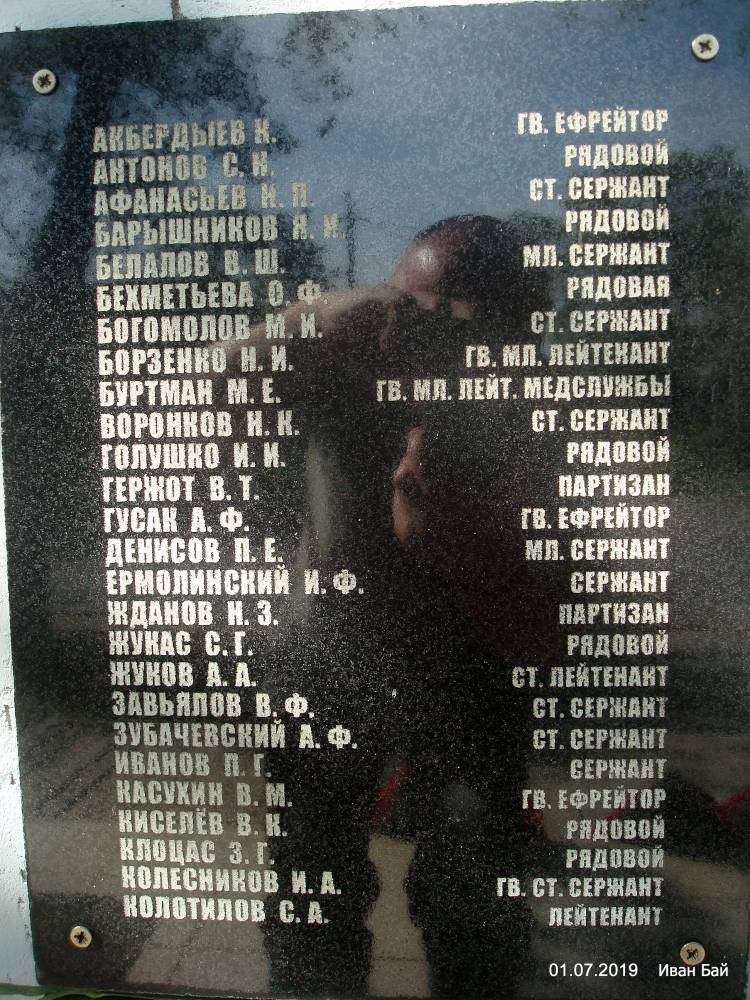 АКБЕРДЫЕВ К. ГВ. ЕФРЕЙТОР
АНТОНОВ С. Н. РЯДОВОЙ
АФАНАСЬЕВ Н. П. СТ. СЕРЖАНТ
БАРЫШНИКОВ Я. И. РЯДОВОЙ
БЕЛАЛОВ В. Ш. МЛ. СЕРЖАНТ
БЕХМЕТЬЕВА О. Ф. РЯДОВАЯ
БОГОМОЛОВ М. И. СТ. СЕРЖАНТ
БОРЗЕНКО Н. И. ГВ. МЛ. ЛЕЙТЕНАНТ
БУРТМАН М. Е. ГВ. МЛ. ЛЕЙТ. МЕДСЛУЖБЫ
ВОРОНКОВ Н. К. СТ. СЕРЖАНТ
ГОЛУШКО И. И. РЯДОВОЙ
ГЕРЖОТ В. Т. ПАРТИЗАН
ГУСАК А. Ф. ГВ. ЕФРЕЙТОР
ДЕНИСОВ П. Е. МЛ. СЕРЖАНТ
ЕРМОЛИНСКИЙ И. Ф. СЕРЖАНТ
ЖДАНОВ Н. З. ПАРТИЗАН
ЖУКАС С. Г. РЯДОВОЙ
ЖУКОВ А. А. СТ. ЛЕЙТЕНАНТ
ЗАВЬЯЛОВ В. Ф. СТ. СЕРЖАНТ
ЗУБАЧЕВСКИЙ А. Ф. СТ. СЕРЖАНТ
ИВАНОВ П. Г. СЕРЖАНТ
КАСУХИН В. М. ГВ. ЕФРЕЙТОР
КИСЕЛЁВ В. К. РЯДОВОЙ
КЛОЦАС З. Г. РЯДОВОЙ
КОЛЕСНИКОВ И. А. ГВ. СТ. СЕРЖАНТ
КОЛОТИЛОВ С. А. ЛЕЙТЕНАНТ
01.07.2019 Иван Бай